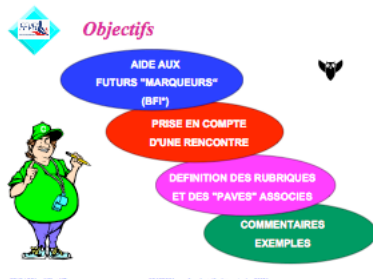 Objectifs
AIDE AUX
FUTURS "MARQUEURS"
(BFI*)
PRISE EN COMPTE
D'UNE RENCONTRE
DEFINITION DES RUBRIQUES
ET DES "PAVES" ASSOCIES
COMMENTAIRES
EXEMPLES